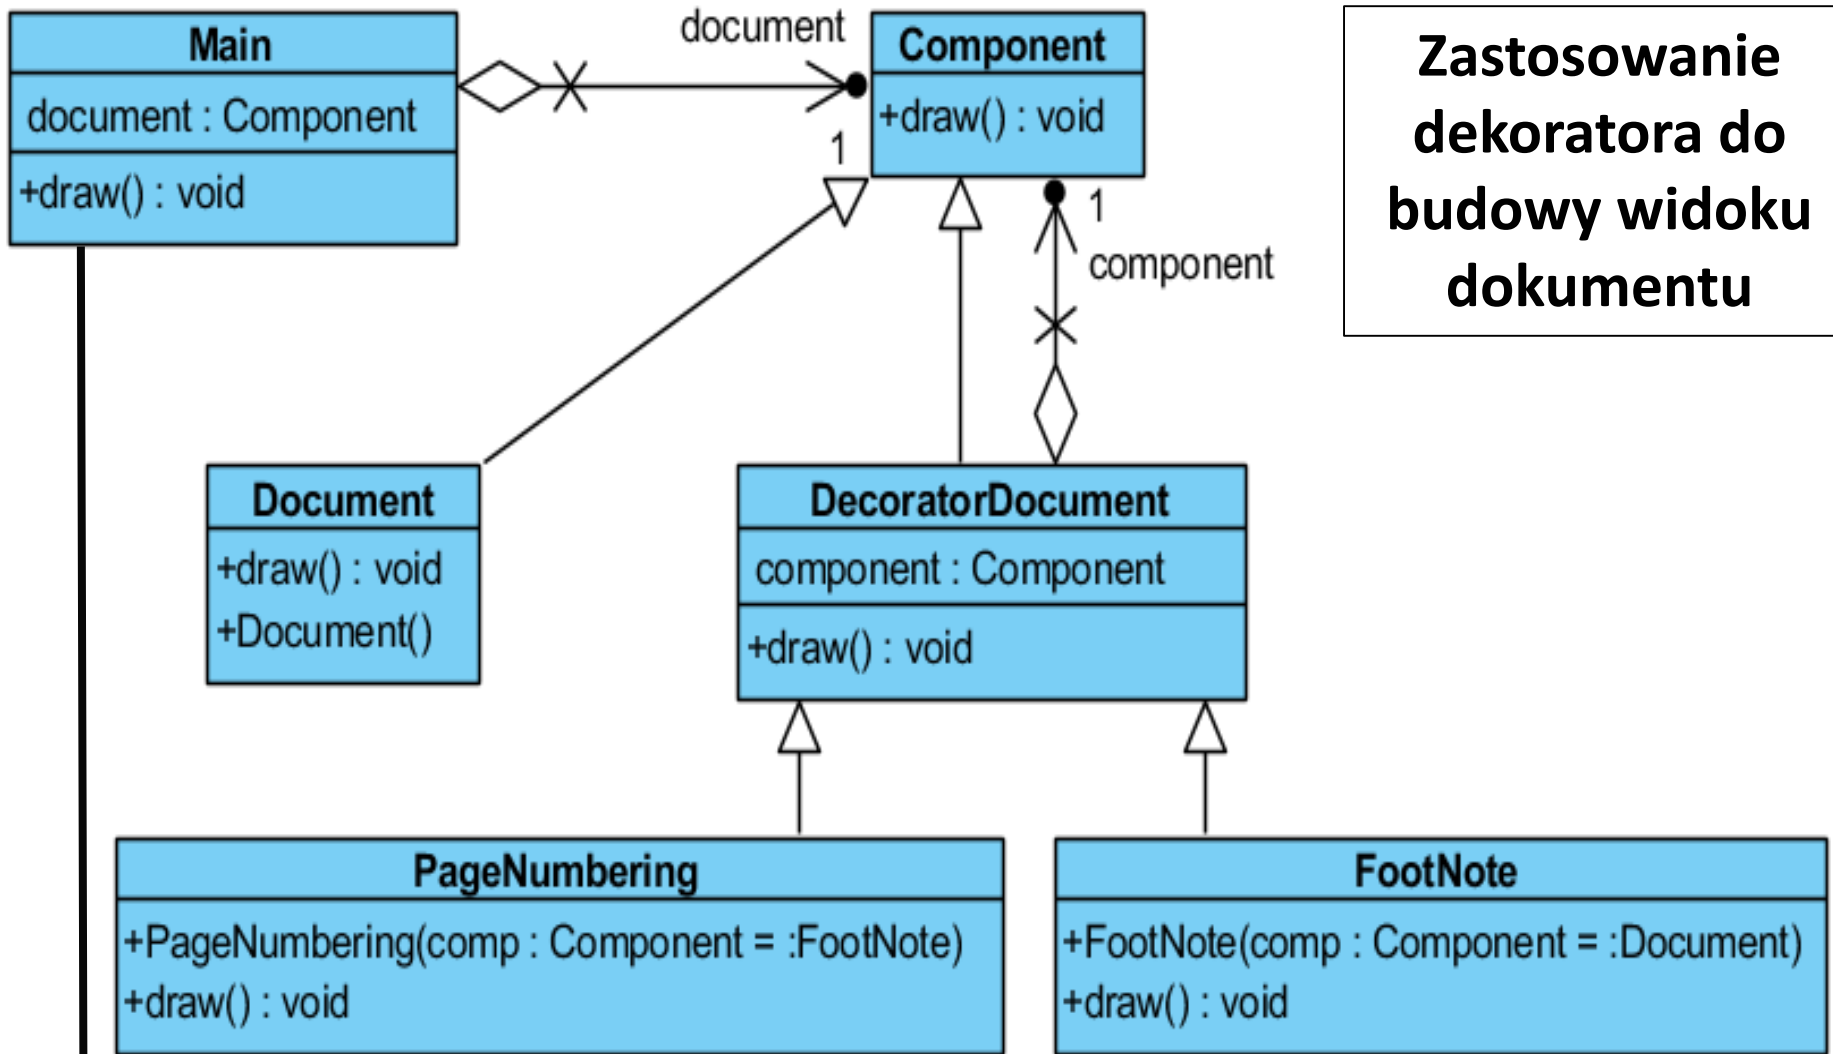 Main
document : Component
+draw() : void
document
1
Component
+draw() : void
1
component
Zastosowanie
dekoratora do
budowy widoku
dokumentu
Document
+draw() : void
+Document()
DecoratorDocument
component : Component
+draw() : void
PageNumbering
+PageNumbering(comp : Component = :FootNote)
+draw() : void
FootNote
+FootNote(comp : Component = :Document)
+draw() : void